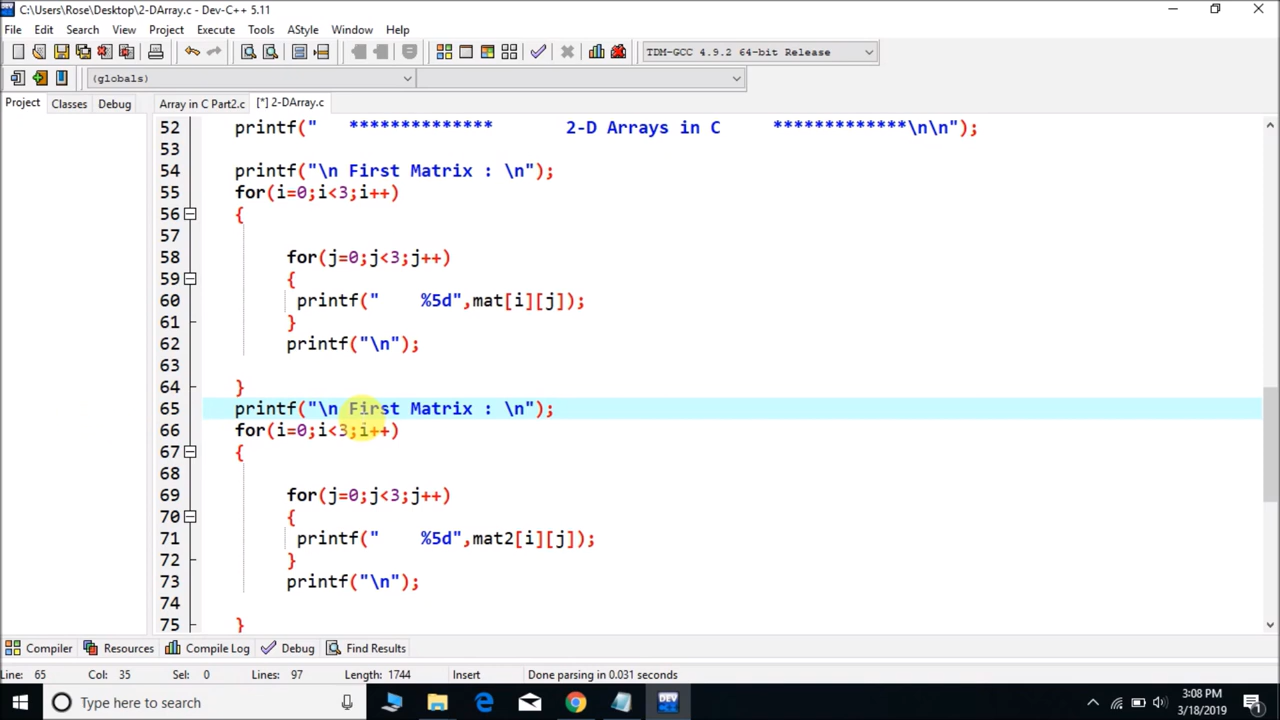 C:\Users\Rose\Desktop\2-DArray.c - Dev-C++ 5.11
File Edit Search View Project Execute Tools AStyle Window Help
TDM-GCC 4.9.2 64-bit Release
(globals)
Project Classes Debug Array in C Part2.c [*] 2-DArray.c
52 printf("   **************       2-D Arrays in C     *************\n\n");
53
54 printf("\n First Matrix : \n");
55 for(i=0;i<3;i++)
56 {
57
58 for(j=0;j<3;j++)
59 {
60 printf("    %5d",mat[i][j]);
61 }
62 printf("\n");
63
64 }
65 printf("\n First Matrix : \n");
66 for(i=0;i<3;i++)
67 {
68
69 for(j=0;j<3;j++)
70 {
71 printf("    %5d",mat2[i][j]);
72 }
73 printf("\n");
74
75 }
Compiler Resources Compile Log Debug Find Results
Line: 65 Col: 35 Sel: 0 Lines: 97 Length: 1744 Insert Done parsing in 0.031 seconds
Type here to search
DEV
3:08 PM
3/18/2019
1